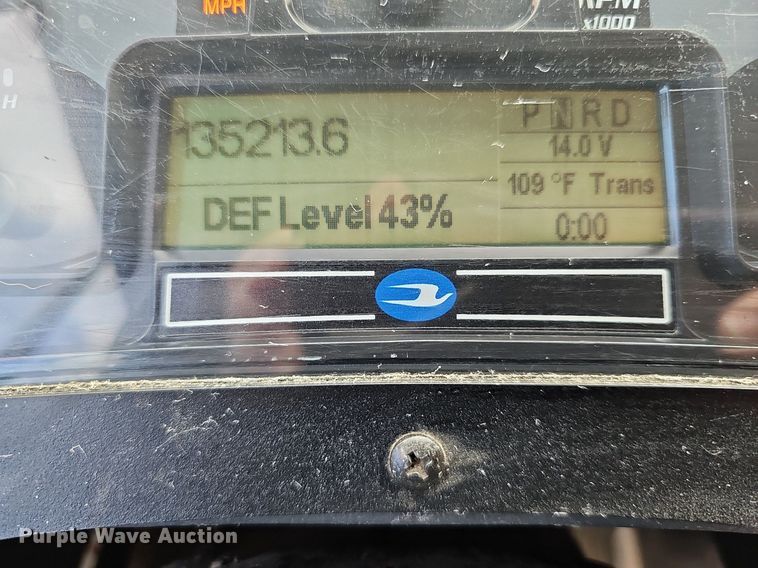 MPH
RPM
x1000
H
135213.6
P N R D
14.0 V
109 °F Trans
DEF Level 43%
0:00
Purple Wave Auction